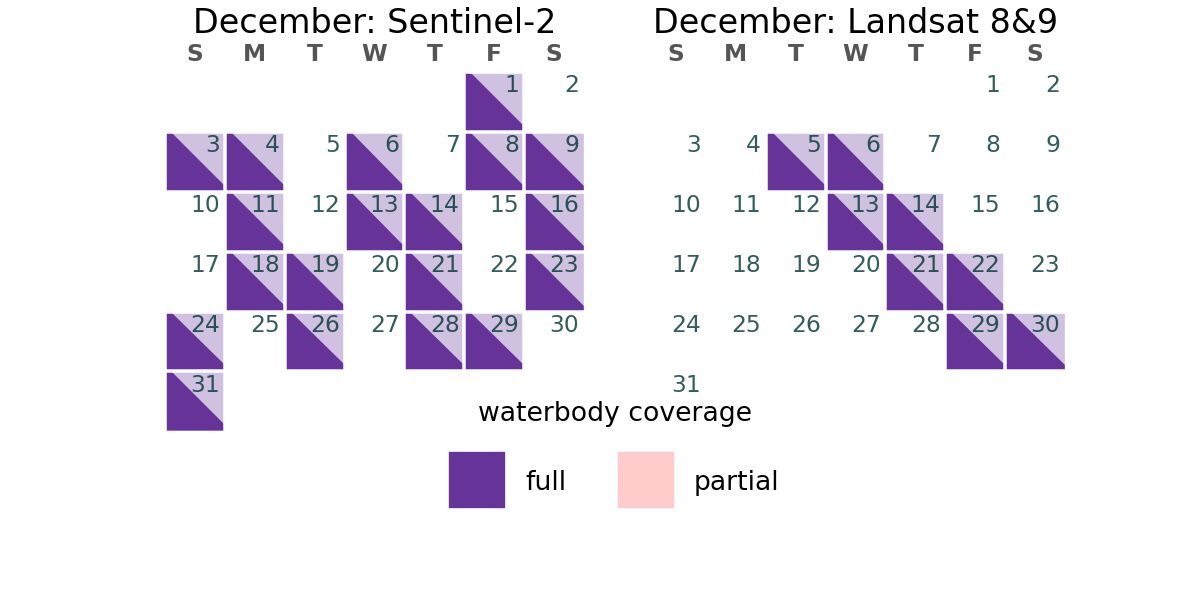 December: Sentinel-2
S M T W T F S
1 2
3 4 5 6 7 8 9
10 11 12 13 14 15 16
17 18 19 20 21 22 23
24 25 26 27 28 29 30
31
December: Landsat 8&9
S M T W T F S
1 2
3 4 5 6 7 8 9
10 11 12 13 14 15 16
17 18 19 20 21 22 23
24 25 26 27 28 29 30
31
waterbody coverage
full partial